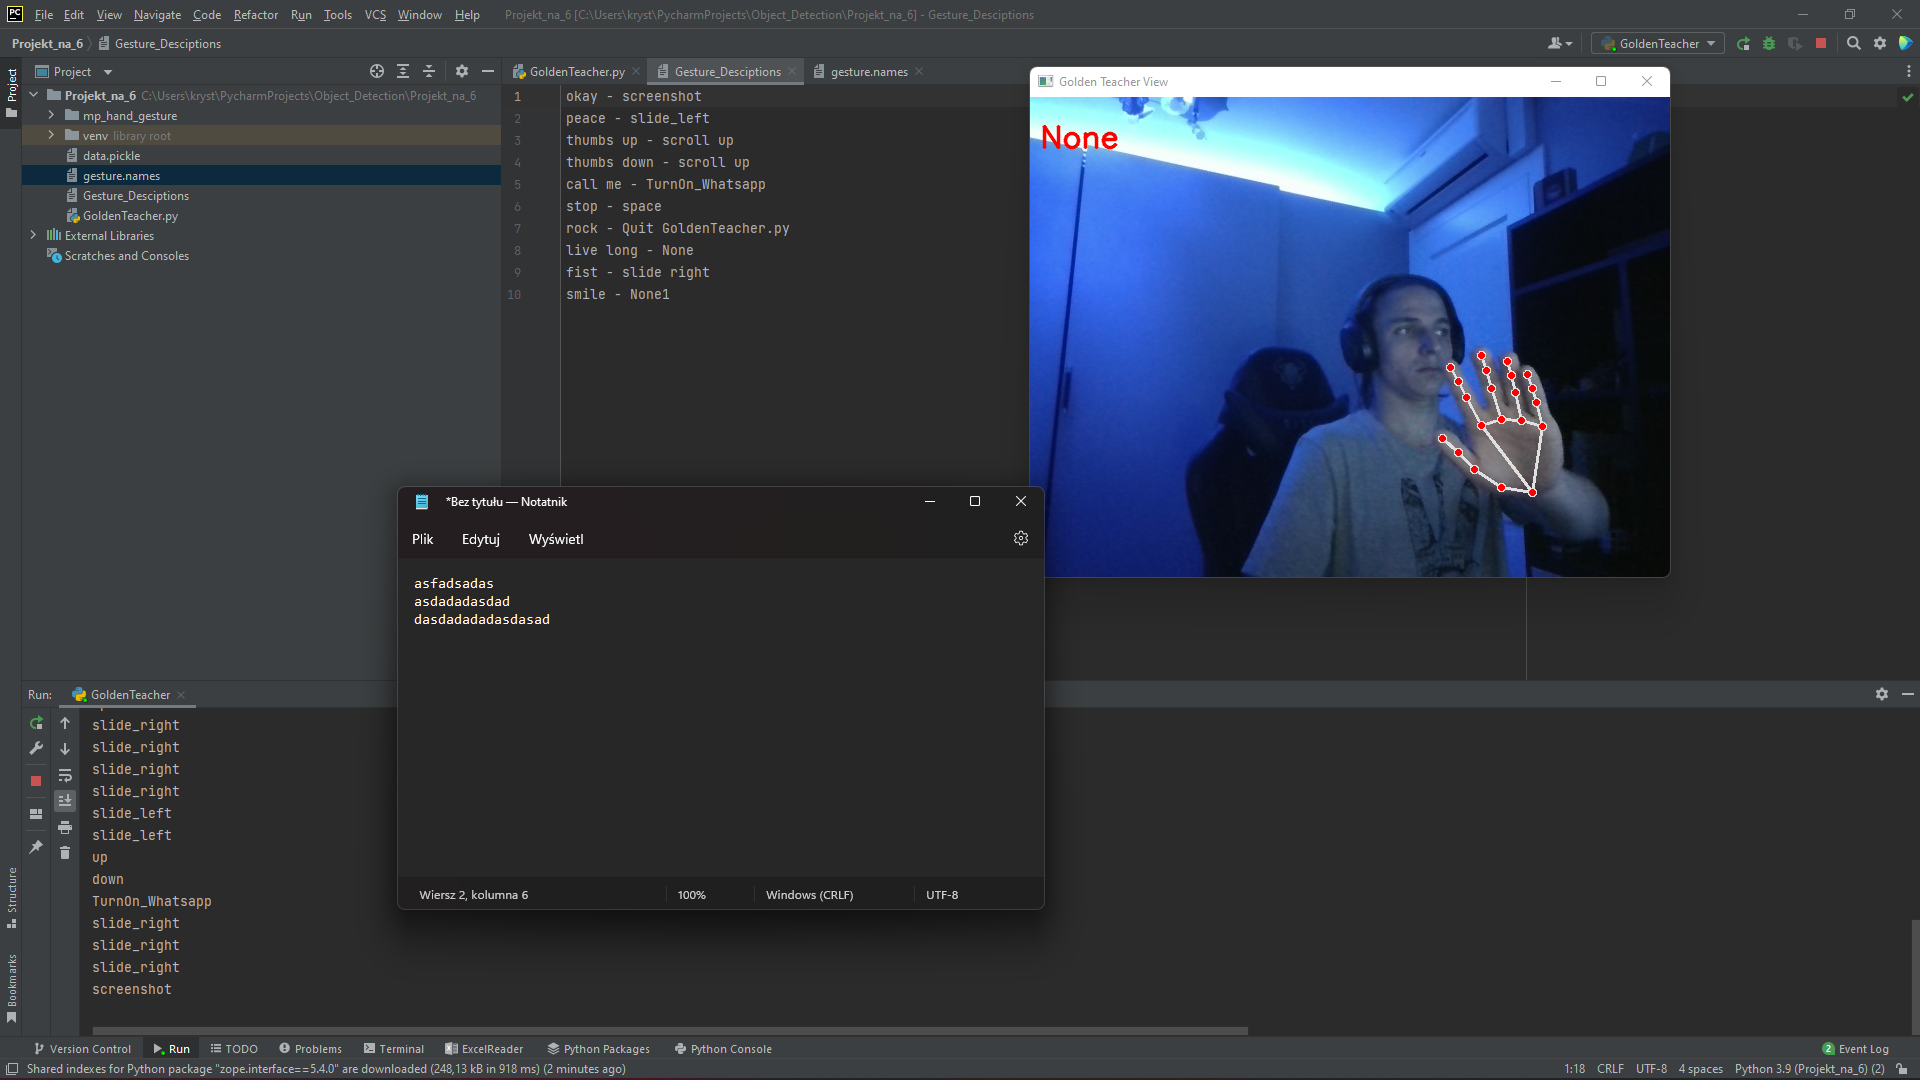 File Edit View Navigate Code Refactor Run Tools VCS Window Help Projekt_na_6 [C:\Users\kryst\PycharmProjects\Object_Detection\Projekt_na_6] - Gesture_Desciptions
Projekt_na_6 Gesture_Desciptions GoldenTeacher
Project GoldenTeacher.py Gesture_Desciptions gesture.names
Projekt_na_6 C:\Users\kryst\PycharmProjects\Object_Detection\Projekt_na_6
mp_hand_gesture
venv library root
data.pickle
gesture.names
Gesture_Desciptions
GoldenTeacher.py
External Libraries
Scratches and Consoles
1 okay - screenshot
2 peace - slide_left
3 thumbs up - scroll up
4 thumbs down - scroll up
5 call me - TurnOn_Whatsapp
6 stop - space
7 rock - Quit GoldenTeacher.py
8 live long - None
9 fist - slide right
10 smile - None1
Golden Teacher View
None
*Bez tytułu — Notatnik
Plik Edytuj Wyświetl
asfadsadas
asdadadasdad
dasdadadadasdasad
Wiersz 2, kolumna 6 100% Windows (CRLF) UTF-8
Run: GoldenTeacher
slide_right
slide_right
slide_right
slide_right
slide_left
slide_left
up
down
TurnOn_Whatsapp
slide_right
slide_right
slide_right
screenshot
Project
Structure
Bookmarks
Version Control Run TODO Problems Terminal ExcelReader Python Packages Python Console 2 Event Log
Shared indexes for Python package "zope.interface==5.4.0" are downloaded (248,13 kB in 918 ms) (2 minutes ago) 1:18 CRLF UTF-8 4 spaces Python 3.9 (Projekt_na_6) (2)